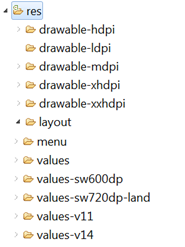 res
drawable-hdpi
drawable-ldpi
drawable-mdpi
drawable-xhdpi
drawable-xxhdpi
layout
menu
values
values-sw600dp
values-sw720dp-land
values-v11
values-v14